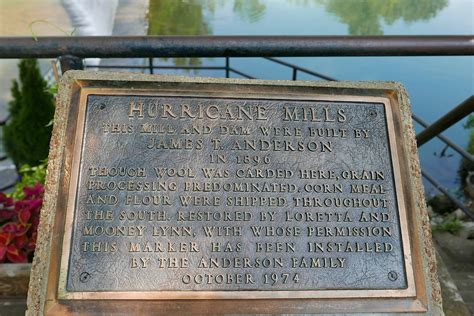 HURRICANE MILLS
THIS MILL AND DAM WERE BUILT BY
JAMES T. ANDERSON
IN 1896
THOUGH WOOL WAS CARDED HERE, GRAIN
PROCESSING PREDOMINATED, CORN MEAL
AND FLOUR WERE SHIPPED THROUGHOUT
THE SOUTH. RESTORED BY LORETTA AND
MOONEY LYNN, WITH WHOSE PERMISSION
THIS MARKER HAS BEEN INSTALLED
BY THE ANDERSON FAMILY
OCTOBER 1974